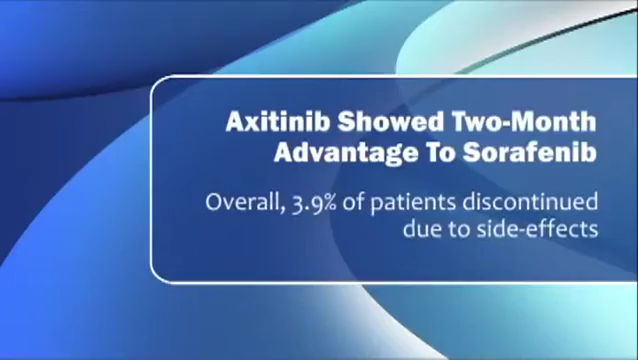 Axitinib Showed Two-Month
Advantage To Sorafenib
Overall, 3.9% of patients discontinued
due to side-effects